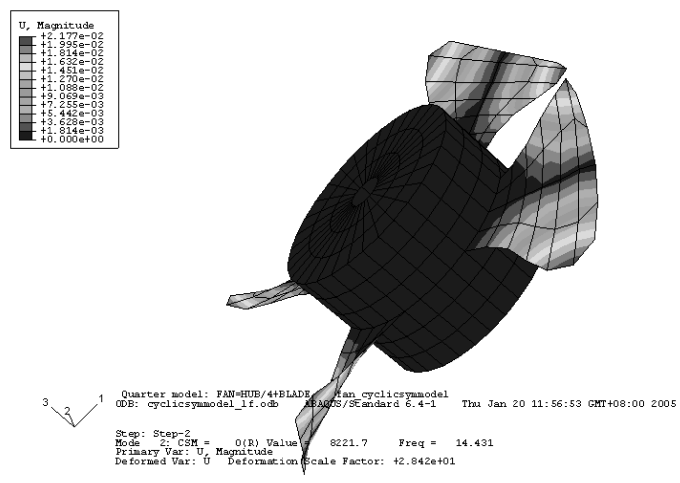 U, Magnitude
+2.177e-02
+1.995e-02
+1.814e-02
+1.632e-02
+1.451e-02
+1.270e-02
+1.088e-02
+9.069e-03
+7.255e-03
+5.442e-03
+3.628e-03
+1.814e-03
+0.000e+00
3
2
1
Quarter model: FAN=HUB/4+BLADE fan_cyclicsymmodel
ODB: cyclicsymmodel_lf.odb ABAQUS/Standard 6.4-1 Thu Jan 20 11:56:53 GMT+08:00 2005
Step: Step-2
Mode 2: CSM = 0(R) Value = 8221.7 Freq = 14.431
Primary Var: U, Magnitude
Deformed Var: U Deformation Scale Factor: +2.842e+01